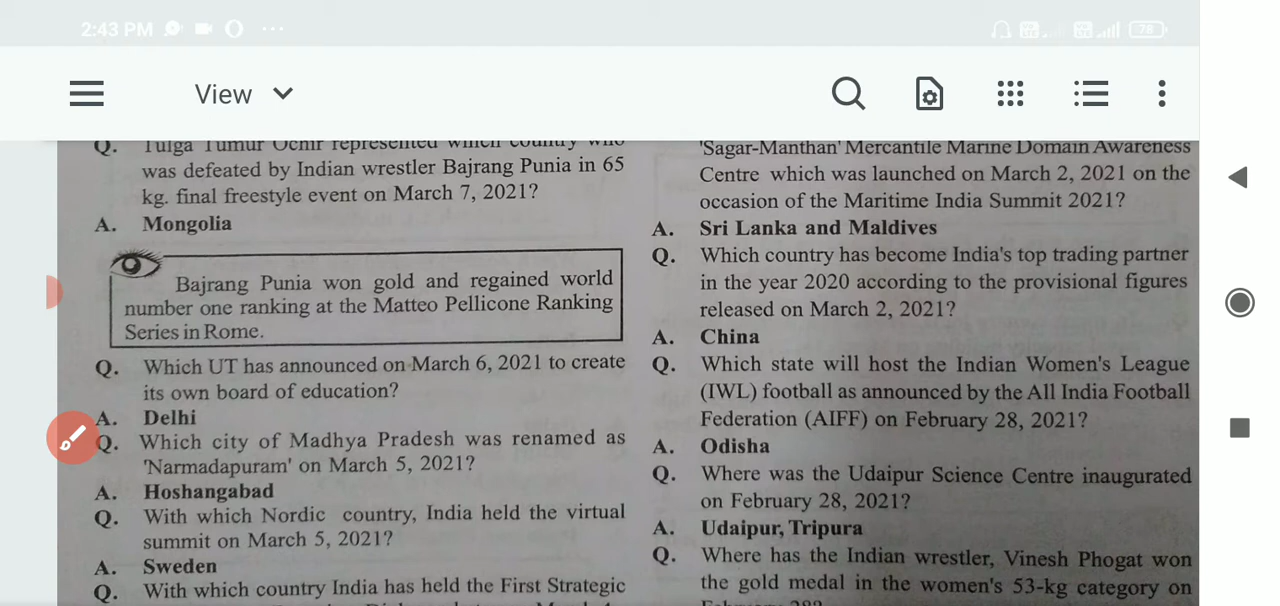 2:43 PM
78
View
Q. Tulga Tumur Ochir represented which country who
was defeated by Indian wrestler Bajrang Punia in 65
kg. final freestyle event on March 7, 2021?
A. Mongolia
Bajrang Punia won gold and regained world
number one ranking at the Matteo Pellicone Ranking
Series in Rome.
Q. Which UT has announced on March 6, 2021 to create
its own board of education?
A. Delhi
Q. Which city of Madhya Pradesh was renamed as
'Narmadapuram' on March 5, 2021?
A. Hoshangabad
Q. With which Nordic country, India held the virtual
summit on March 5, 2021?
A. Sweden
Q. With which country India has held the First Strategic
'Sagar-Manthan' Mercantile Marine Domain Awareness
Centre which was launched on March 2, 2021 on the
occasion of the Maritime India Summit 2021?
A. Sri Lanka and Maldives
Q. Which country has become India's top trading partner
in the year 2020 according to the provisional figures
released on March 2, 2021?
A. China
Q. Which state will host the Indian Women's League
(IWL) football as announced by the All India Football
Federation (AIFF) on February 28, 2021?
A. Odisha
Q. Where was the Udaipur Science Centre inaugurated
on February 28, 2021?
A. Udaipur, Tripura
Q. Where has the Indian wrestler, Vinesh Phogat won
the gold medal in the women's 53-kg category on